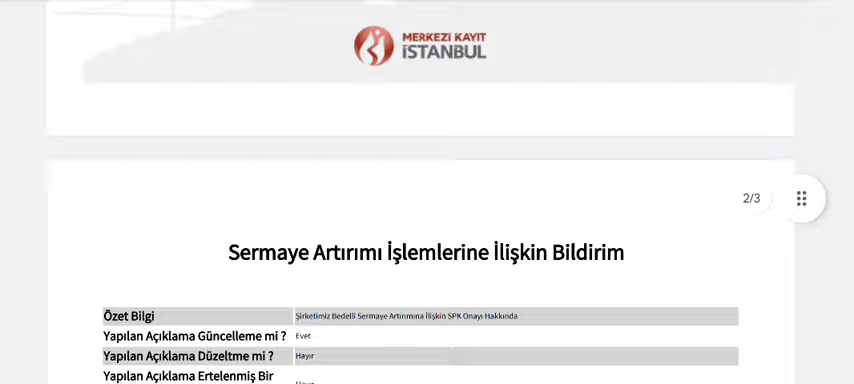 MERKEZİ KAYIT
İSTANBUL
2/3
Sermaye Artırımı İşlemlerine İlişkin Bildirim
Özet Bilgi Şirketimiz Bedelli Sermaye Artırımına İlişkin SPK Onayı Hakkında
Yapılan Açıklama Güncelleme mi ? Evet
Yapılan Açıklama Düzeltme mi ? Hayır
Yapılan Açıklama Ertelenmiş Bir